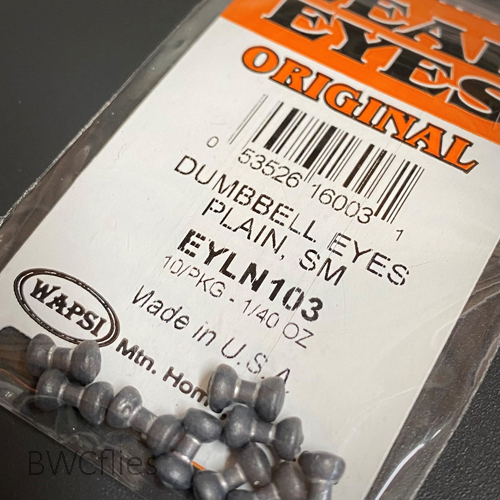 EYES
ORIGINAL
0 53526 16003 1
DUMBBELL EYES
PLAIN, SM
EYLN103
10/PKG - 1/40 OZ
Made in U.S.A
WAPSI
Mtn. Home
BWCflies